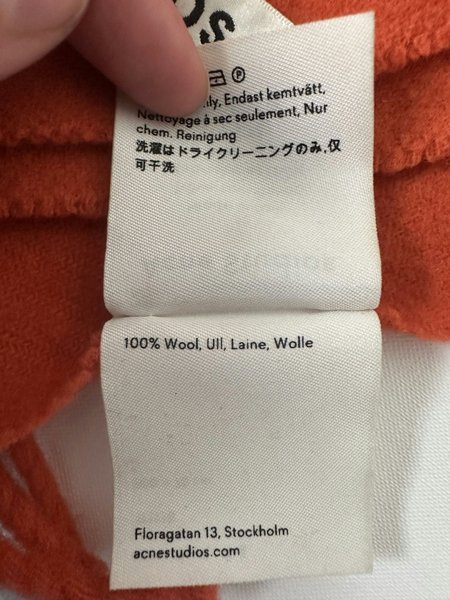 Endast kemtvätt,
Nettoyage à sec seulement, Nur
chem. Reinigung
洗濯はドライクリーニングのみ,仅
可干洗
100% Wool, Ull, Laine, Wolle
Floragatan 13, Stockholm
acnestudios.com